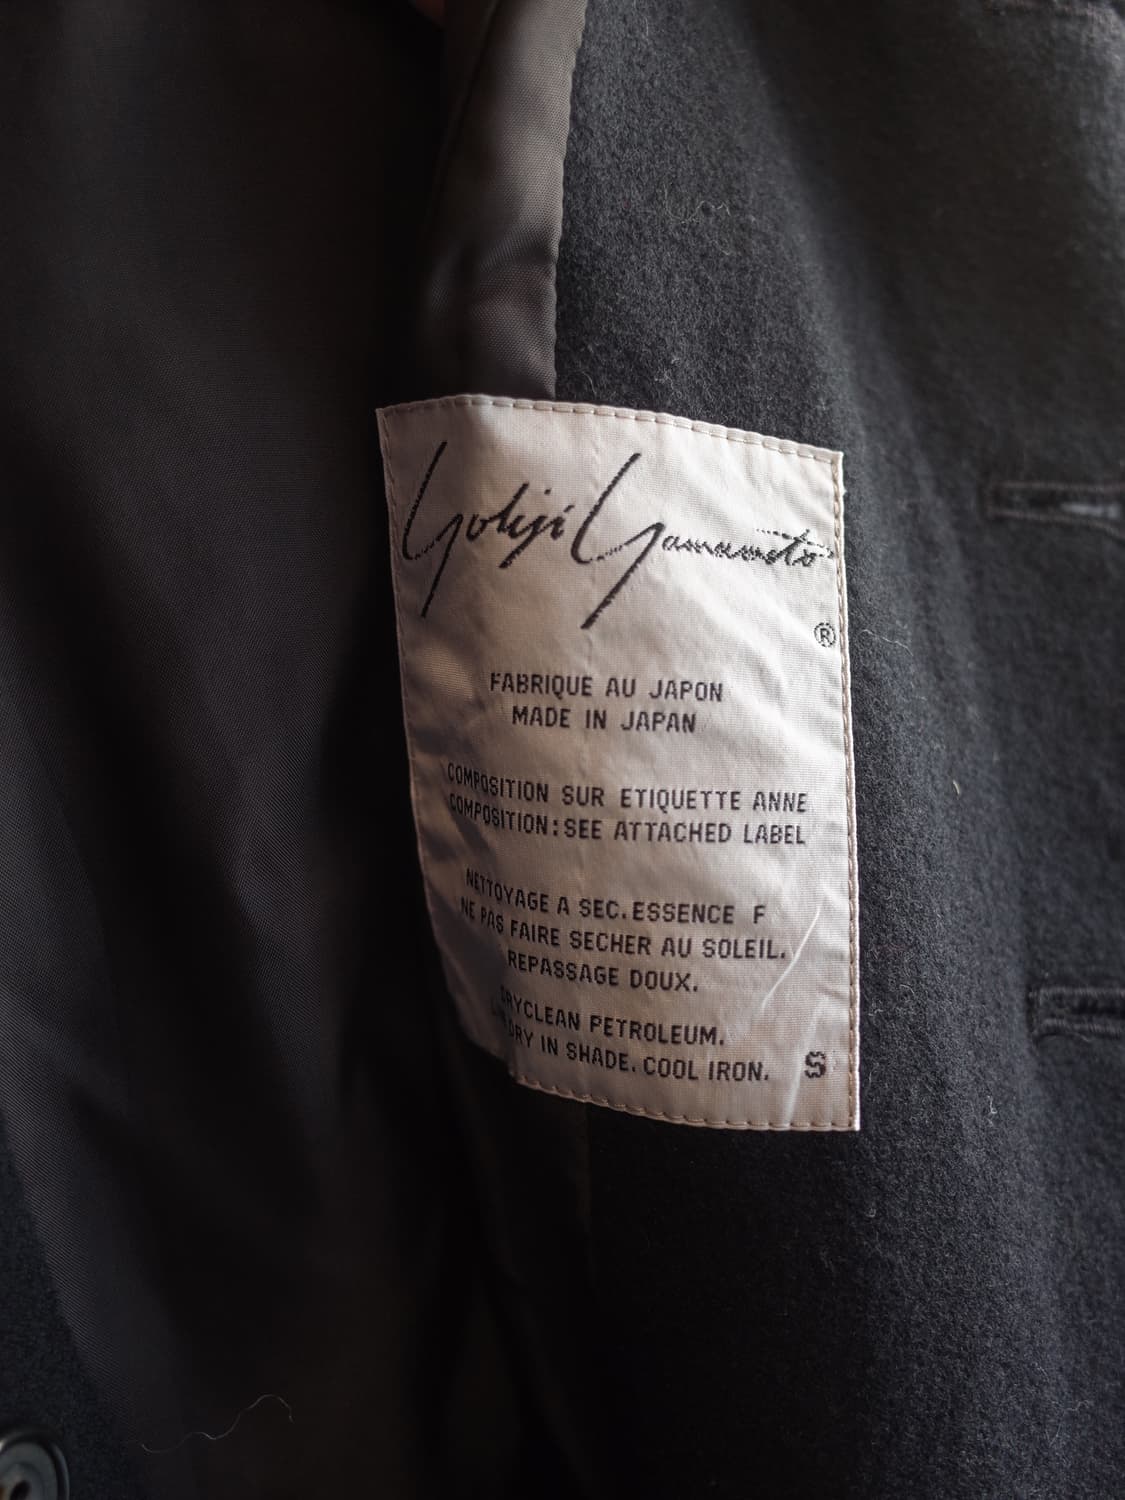 Yohji Yamamoto
®
FABRIQUE AU JAPON
MADE IN JAPAN
COMPOSITION SUR ETIQUETTE ANNE
COMPOSITION:SEE ATTACHED LABEL
NETTOYAGE A SEC.ESSENCE F
NE PAS FAIRE SECHER AU SOLEIL.
REPASSAGE DOUX.
DRYCLEAN PETROLEUM.
DRY IN SHADE. COOL IRON. S